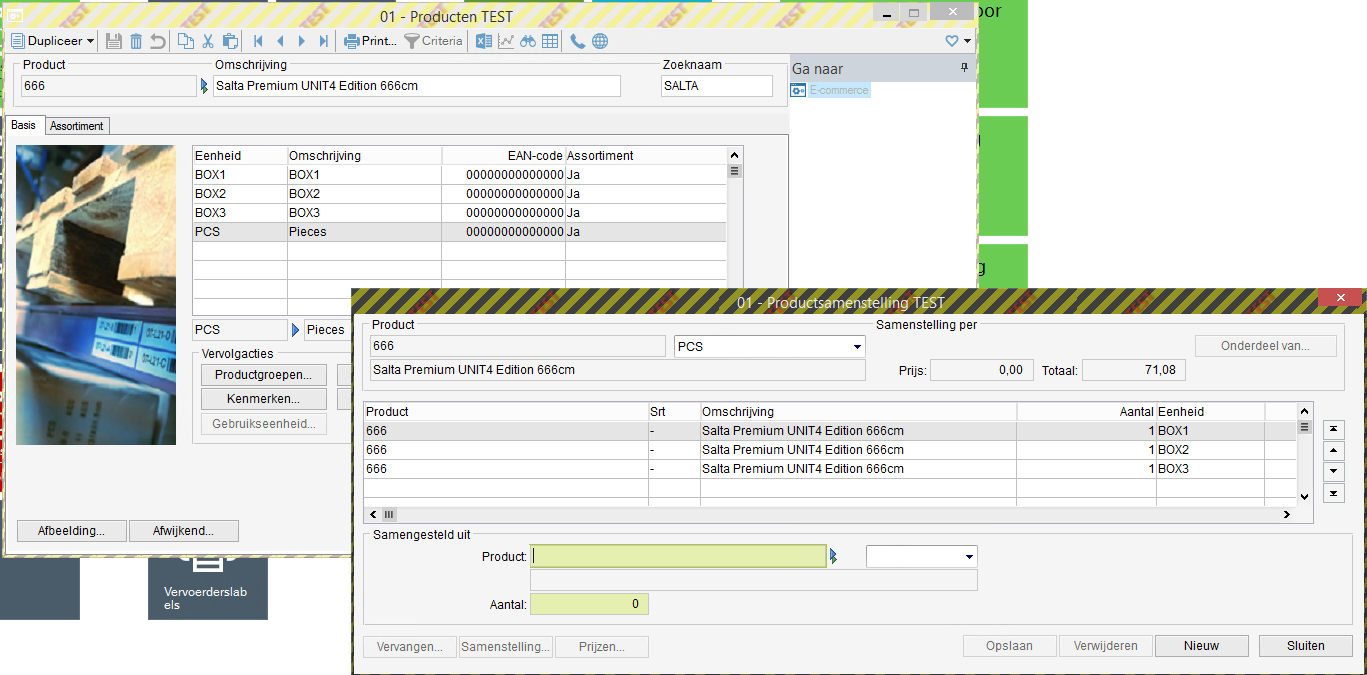 01 - Producten TEST
Dupliceer
Print...
Criteria
Product
Omschrijving
Zoeknaam
666
Salta Premium UNIT4 Edition 666cm
SALTA
Ga naar
E-commerce
Basis
Assortiment
Eenheid Omschrijving EAN-code Assortiment
BOX1 BOX1 00000000000000 Ja
BOX2 BOX2 00000000000000 Ja
BOX3 BOX3 00000000000000 Ja
PCS Pieces 00000000000000 Ja
PCS Pieces
Vervolgacties
Productgroepen...
Kenmerken...
Gebruikseenheid...
Afbeelding...
Afwijkend...
Vervoerderslab
els
oor
g
01 - Productsamenstelling TEST
Product
666
PCS
Salta Premium UNIT4 Edition 666cm
Samenstelling per
Onderdeel van...
Prijs: 0,00 Totaal: 71,08
Product Srt Omschrijving Aantal Eenheid
666 - Salta Premium UNIT4 Edition 666cm 1 BOX1
666 - Salta Premium UNIT4 Edition 666cm 1 BOX2
666 - Salta Premium UNIT4 Edition 666cm 1 BOX3
Samengesteld uit
Product:
Aantal: 0
Vervangen...
Samenstelling...
Prijzen...
Opslaan
Verwijderen
Nieuw
Sluiten